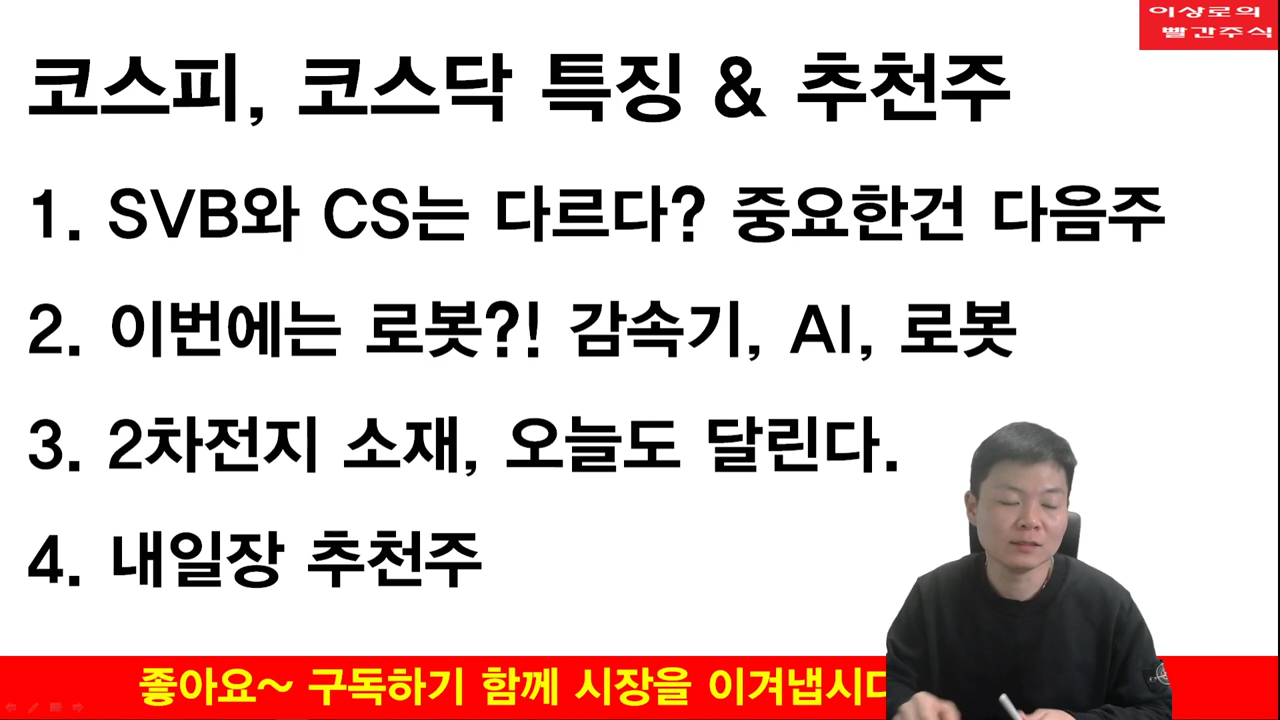 이상로의
빨간주식
코스피, 코스닥 특징 & 추천주
1. SVB와 CS는 다르다? 중요한건 다음주
2. 이번에는 로봇?! 감속기, AI, 로봇
3. 2차전지 소재, 오늘도 달린다.
4. 내일장 추천주
좋아요~ 구독하기 함께 시장을 이겨냅시다